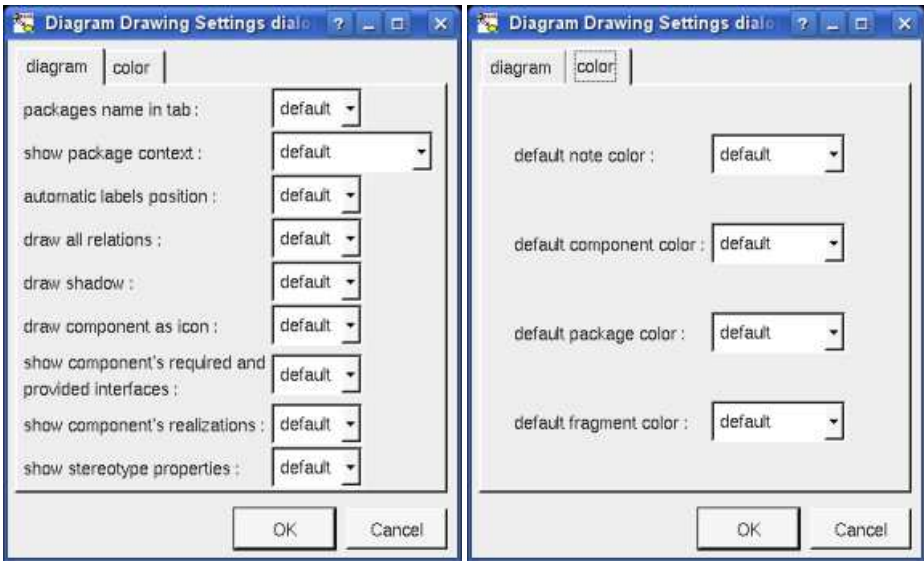 Diagram Drawing Settings dialo
diagram
color
packages name in tab :
default
show package context :
default
automatic labels position :
default
draw all relations :
default
draw shadow :
default
draw component as icon :
default
show component's required and
provided interfaces :
default
show component's realizations :
default
show stereotype properties :
default
OK
Cancel
Diagram Drawing Settings dialo
diagram
color
default note color :
default
default component color :
default
default package color :
default
default fragment color :
default
OK
Cancel